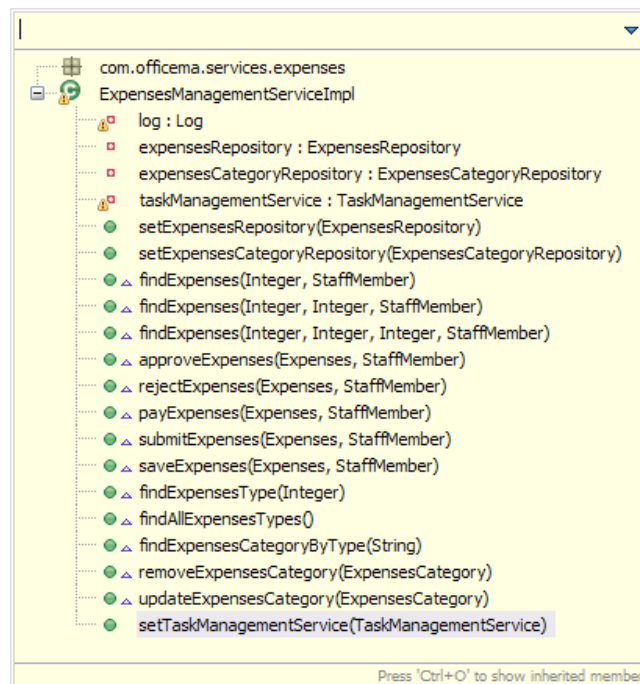 com.officema.services.expenses
ExpensesManagementServiceImpl
log : Log
expensesRepository : ExpensesRepository
expensesCategoryRepository : ExpensesCategoryRepository
taskManagementService : TaskManagementService
setExpensesRepository(ExpensesRepository)
setExpensesCategoryRepository(ExpensesCategoryRepository)
findExpenses(Integer, StaffMember)
findExpenses(Integer, Integer, StaffMember)
findExpenses(Integer, Integer, Integer, StaffMember)
approveExpenses(Expenses, StaffMember)
rejectExpenses(Expenses, StaffMember)
payExpenses(Expenses, StaffMember)
submitExpenses(Expenses, StaffMember)
saveExpenses(Expenses, StaffMember)
findExpensesType(Integer)
findAllExpensesTypes()
findExpensesCategoryByType(String)
removeExpensesCategory(ExpensesCategory)
updateExpensesCategory(ExpensesCategory)
setTaskManagementService(TaskManagementService)
Press 'Ctrl+O' to show inherited member